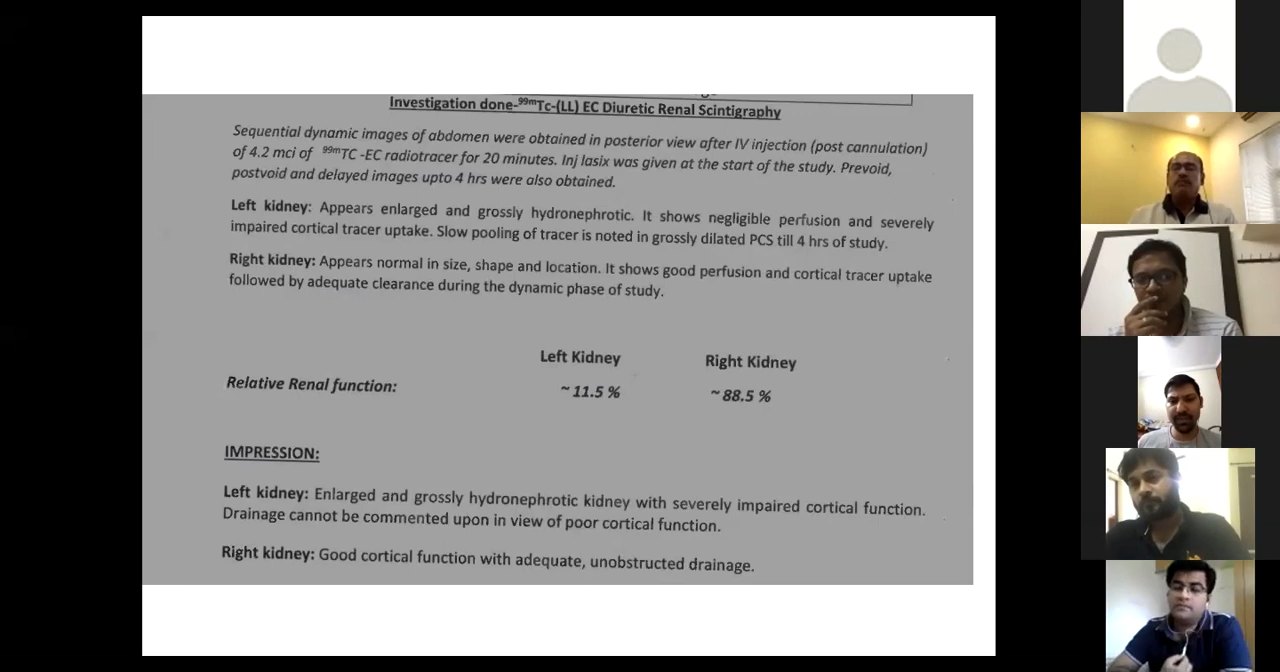 Investigation done-99mTc-(LL) EC Diuretic Renal Scintigraphy
Sequential dynamic images of abdomen were obtained in posterior view after IV injection (post cannulation)
of 4.2 mci of 99mTC -EC radiotracer for 20 minutes. Inj lasix was given at the start of the study. Prevoid,
postvoid and delayed images upto 4 hrs were also obtained.
Left kidney: Appears enlarged and grossly hydronephrotic. It shows negligible perfusion and severely
impaired cortical tracer uptake. Slow pooling of tracer is noted in grossly dilated PCS till 4 hrs of study.
Right kidney: Appears normal in size, shape and location. It shows good perfusion and cortical tracer uptake
followed by adequate clearance during the dynamic phase of study.
Left Kidney Right Kidney
Relative Renal function: ~ 11.5 % ~ 88.5 %
IMPRESSION:
Left kidney: Enlarged and grossly hydronephrotic kidney with severely impaired cortical function.
Drainage cannot be commented upon in view of poor cortical function.
Right kidney: Good cortical function with adequate, unobstructed drainage.